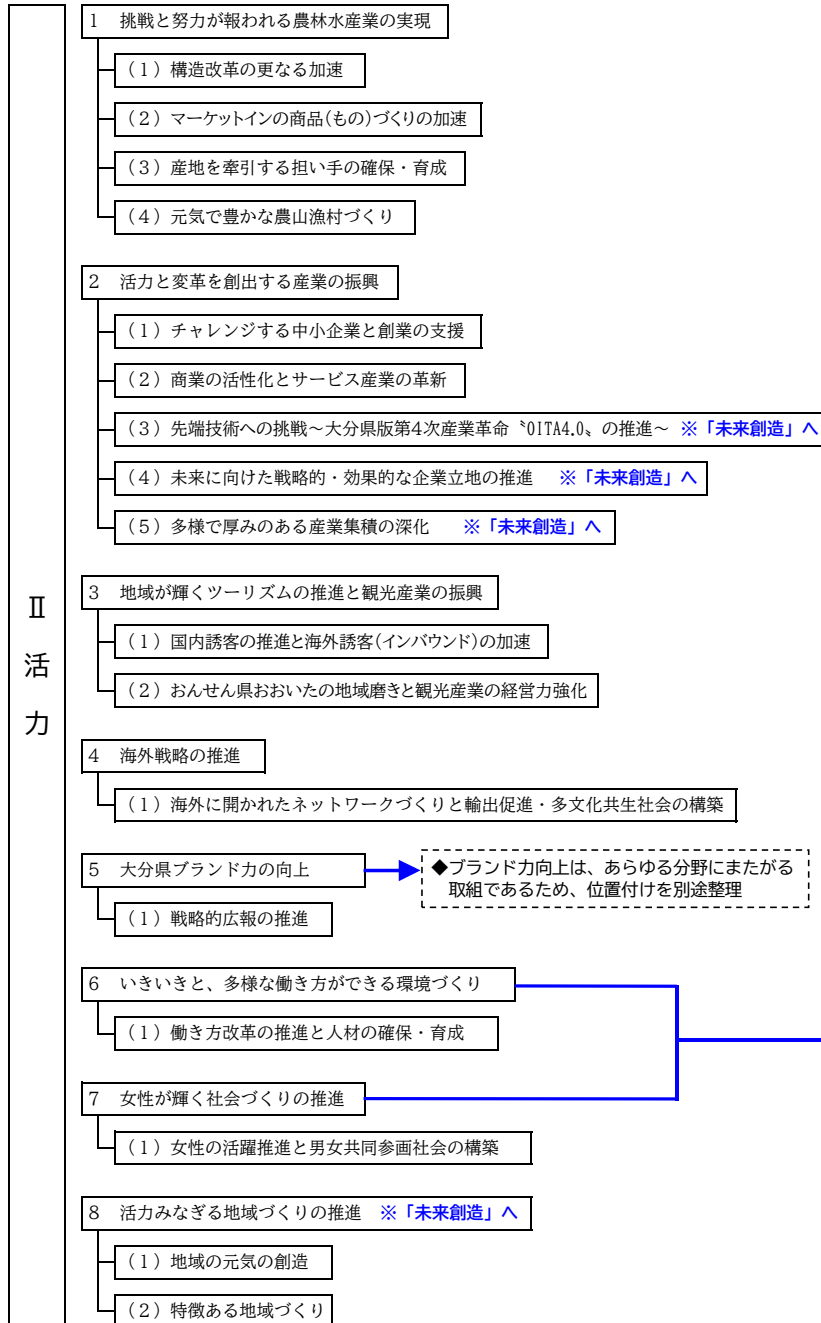 Ⅱ
活
力
1 挑戦と努力が報われる農林水産業の実現
(1)構造改革の更なる加速
(2)マーケットインの商品(もの)づくりの加速
(3)産地を牽引する担い手の確保・育成
(4)元気で豊かな農山漁村づくり
2 活力と変革を創出する産業の振興
(1)チャレンジする中小企業と創業の支援
(2)商業の活性化とサービス産業の革新
(3)先端技術への挑戦～大分県版第4次産業革命〝OITA4.0〟の推進～ ※「未来創造」へ
(4)未来に向けた戦略的・効果的な企業立地の推進 ※「未来創造」へ
(5)多様で厚みのある産業集積の深化 ※「未来創造」へ
3 地域が輝くツーリズムの推進と観光産業の振興
(1)国内誘客の推進と海外誘客(インバウンド)の加速
(2)おんせん県おおいたの地域磨きと観光産業の経営力強化
4 海外戦略の推進
(1)海外に開かれたネットワークづくりと輸出促進・多文化共生社会の構築
5 大分県ブランド力の向上
◆ブランド力向上は、あらゆる分野にまたがる
取組であるため、位置付けを別途整理
(1)戦略的広報の推進
6 いきいきと、多様な働き方ができる環境づくり
(1)働き方改革の推進と人材の確保・育成
7 女性が輝く社会づくりの推進
(1)女性の活躍推進と男女共同参画社会の構築
8 活力みなぎる地域づくりの推進 ※「未来創造」へ
(1)地域の元気の創造
(2)特徴ある地域づくり